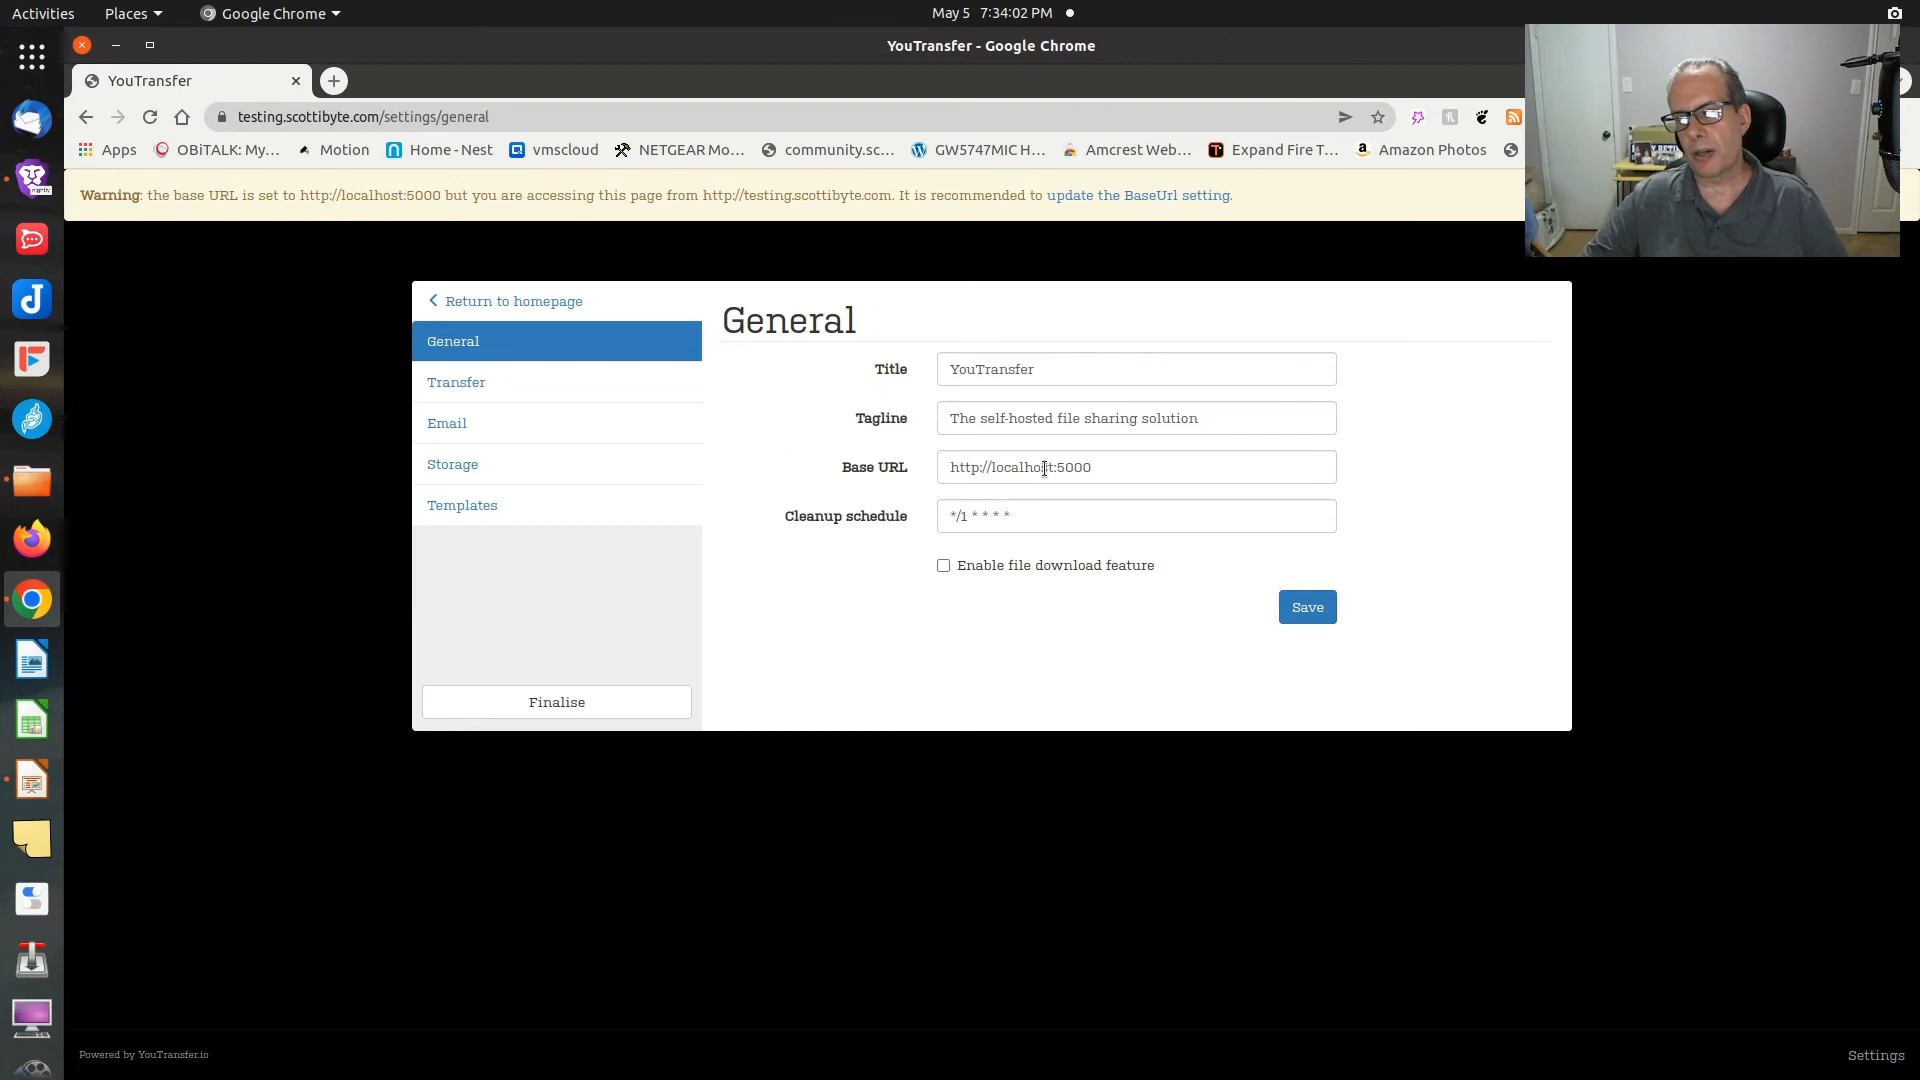 Activities Places Google Chrome May 5 7:34:02 PM
YouTransfer - Google Chrome
YouTransfer
testing.scottibyte.com/settings/general
Apps OBiTALK: My... Motion Home - Nest vmscloud NETGEAR Mo... community.sc... GW5747MIC H... Amcrest Web... Expand Fire T... Amazon Photos
Warning: the base URL is set to http://localhost:5000 but you are accessing this page from http://testing.scottibyte.com. It is recommended to update the BaseUrl setting.
Return to homepage
General
Transfer
Email
Storage
Templates
Finalise
General
Title YouTransfer
Tagline The self-hosted file sharing solution
Base URL http://localhost:5000
Cleanup schedule */1 * * * *
Enable file download feature
Save
Powered by YouTransfer.io
Settings